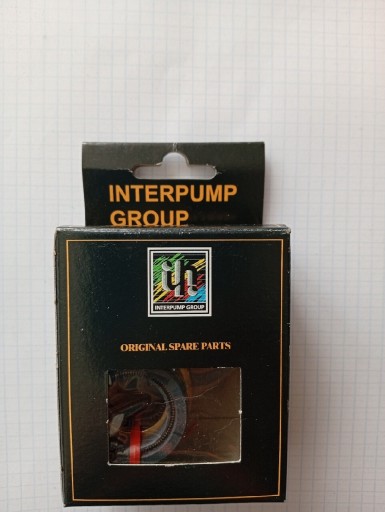 INTERPUMP
GROUP
INTERPUMP GROUP
ORIGINAL SPARE PARTS